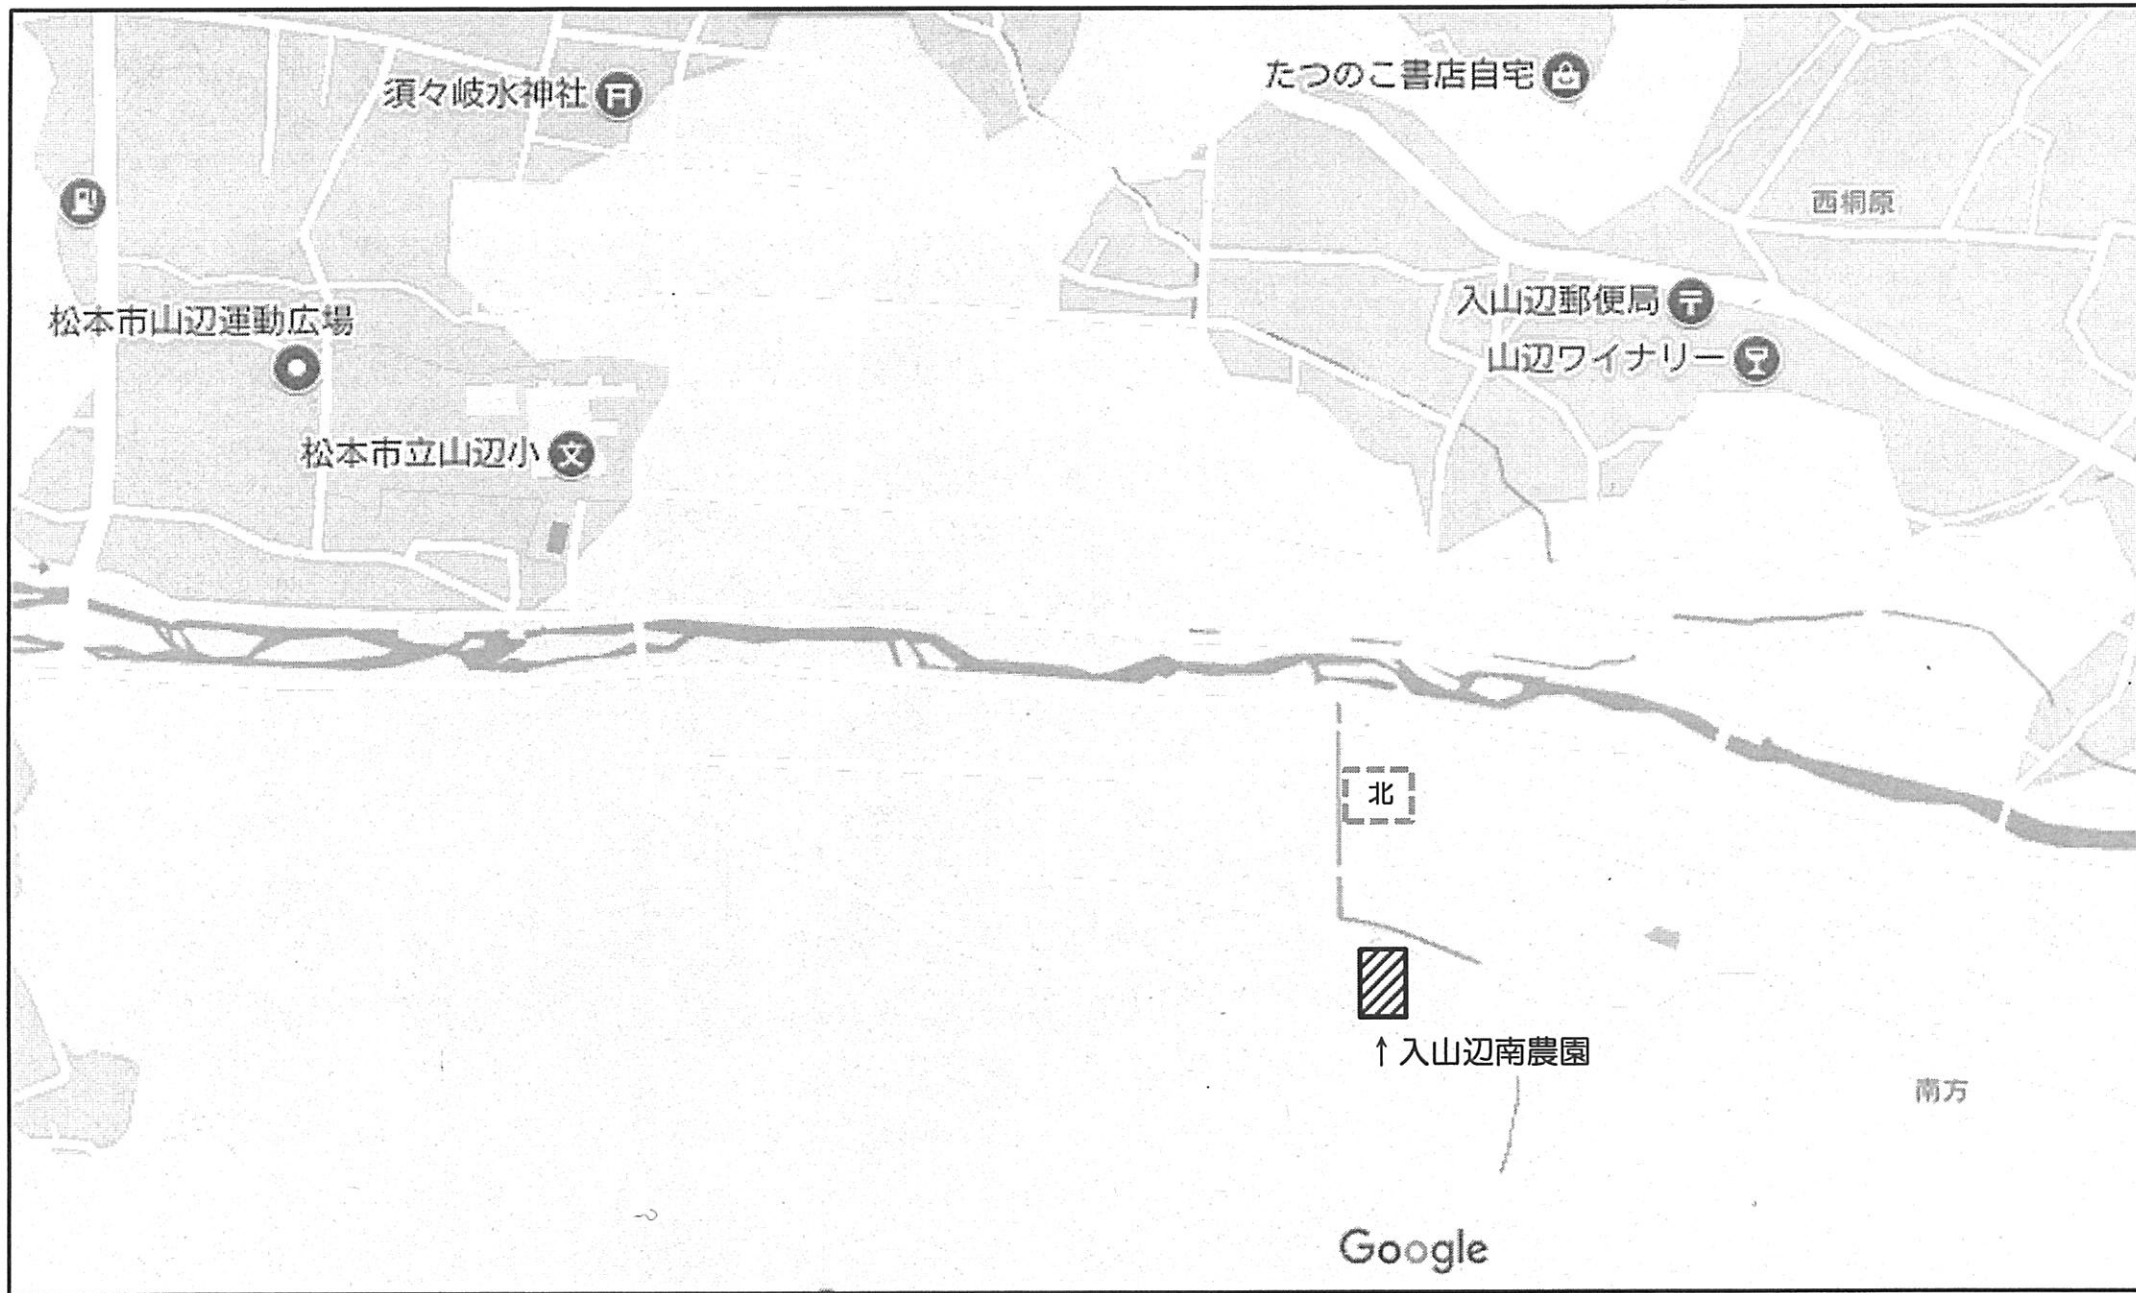 須々岐水神社
たつのこ書店自宅
西桐原
松本市山辺運動広場
入山辺郵便局
山辺ワイナリー
松本市立山辺小
文
北
↑入山辺南農園
南方
Google